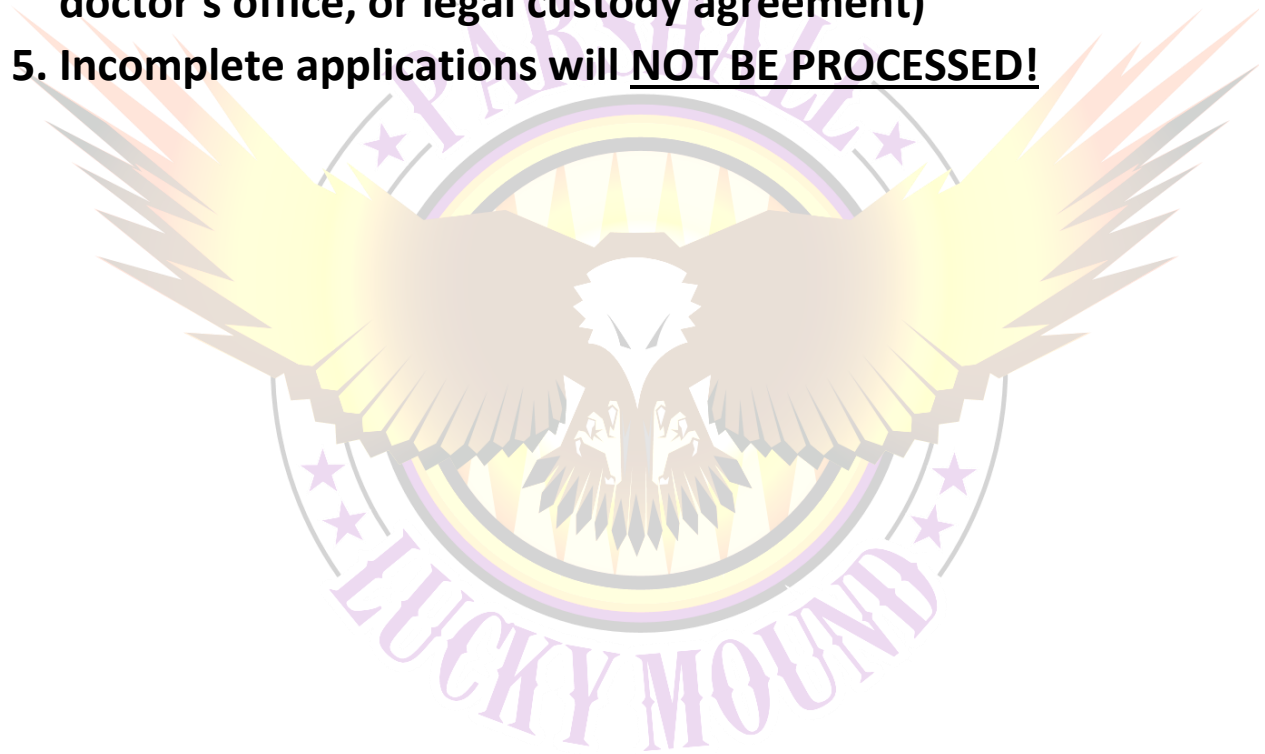 doctor's office, or legal custody agreement)
5. Incomplete applications will NOT BE PROCESSED!
PARSHALL
LUCKY MOUND